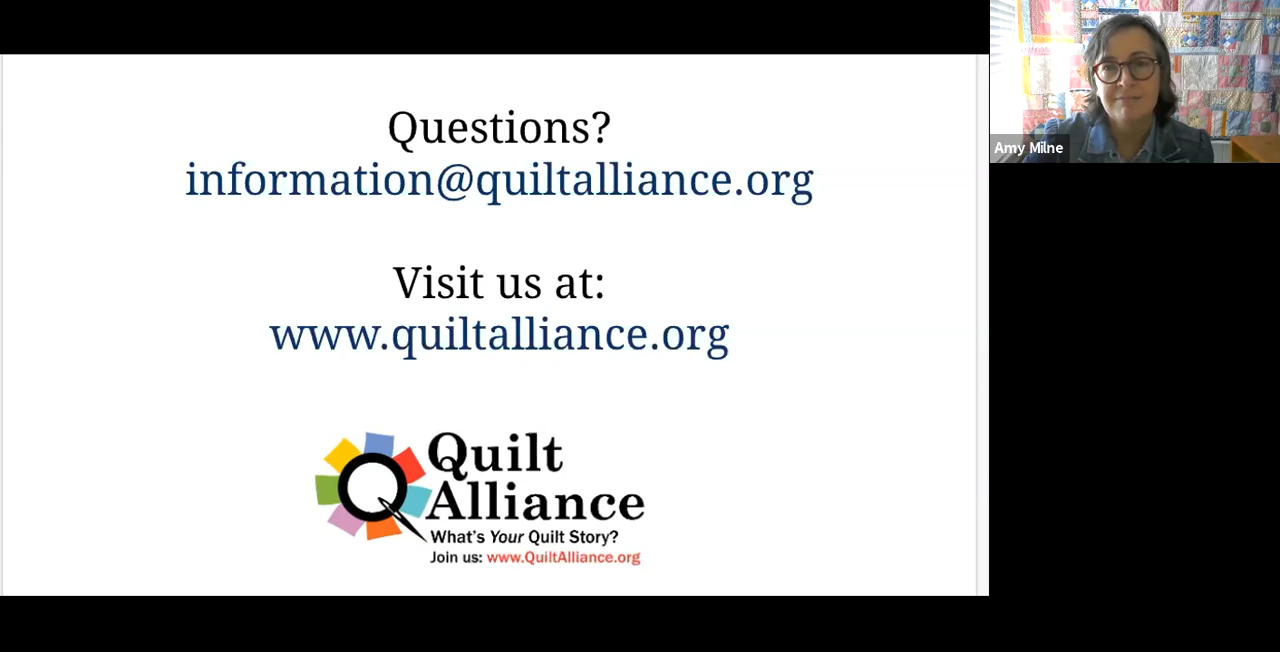 Questions?
information@quiltalliance.org
Visit us at:
www.quiltalliance.org
Quilt
Alliance
What's Your Quilt Story?
Join us: www.QuiltAlliance.org
Amy Milne